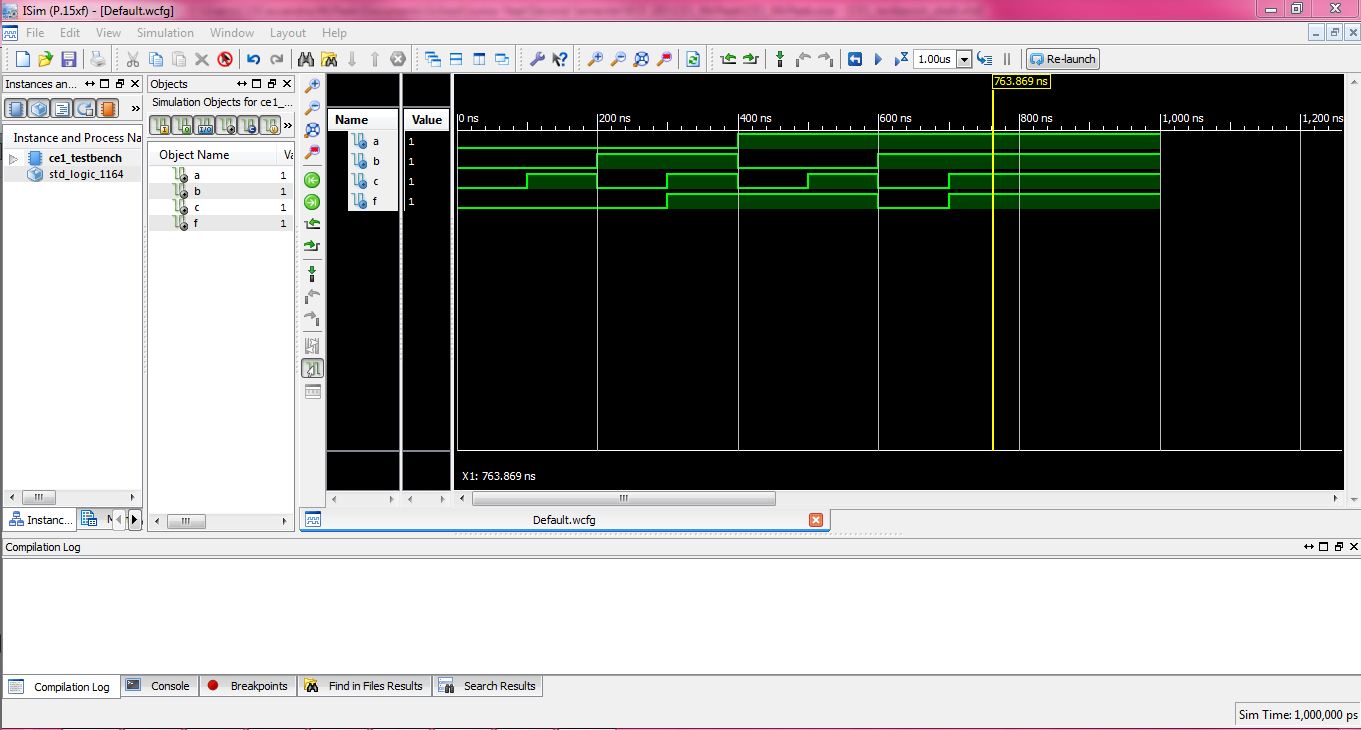 ISim (P.15xf) - [Default.wcfg]
File Edit View Simulation Window Layout Help
1.00us Re-launch
Instances an...
Objects
Simulation Objects for ce1_...
Instance and Process Na
ce1_testbench
std_logic_1164
Object Name Va
a 1
b 1
c 1
f 1
Name Value
a 1
b 1
c 1
f 1
763.869 ns
0 ns 200 ns 400 ns 600 ns 800 ns 1,000 ns 1,200 ns
X1: 763.869 ns
Instanc...
Default.wcfg
Compilation Log
Compilation Log Console Breakpoints Find in Files Results Search Results
Sim Time: 1,000,000 ps